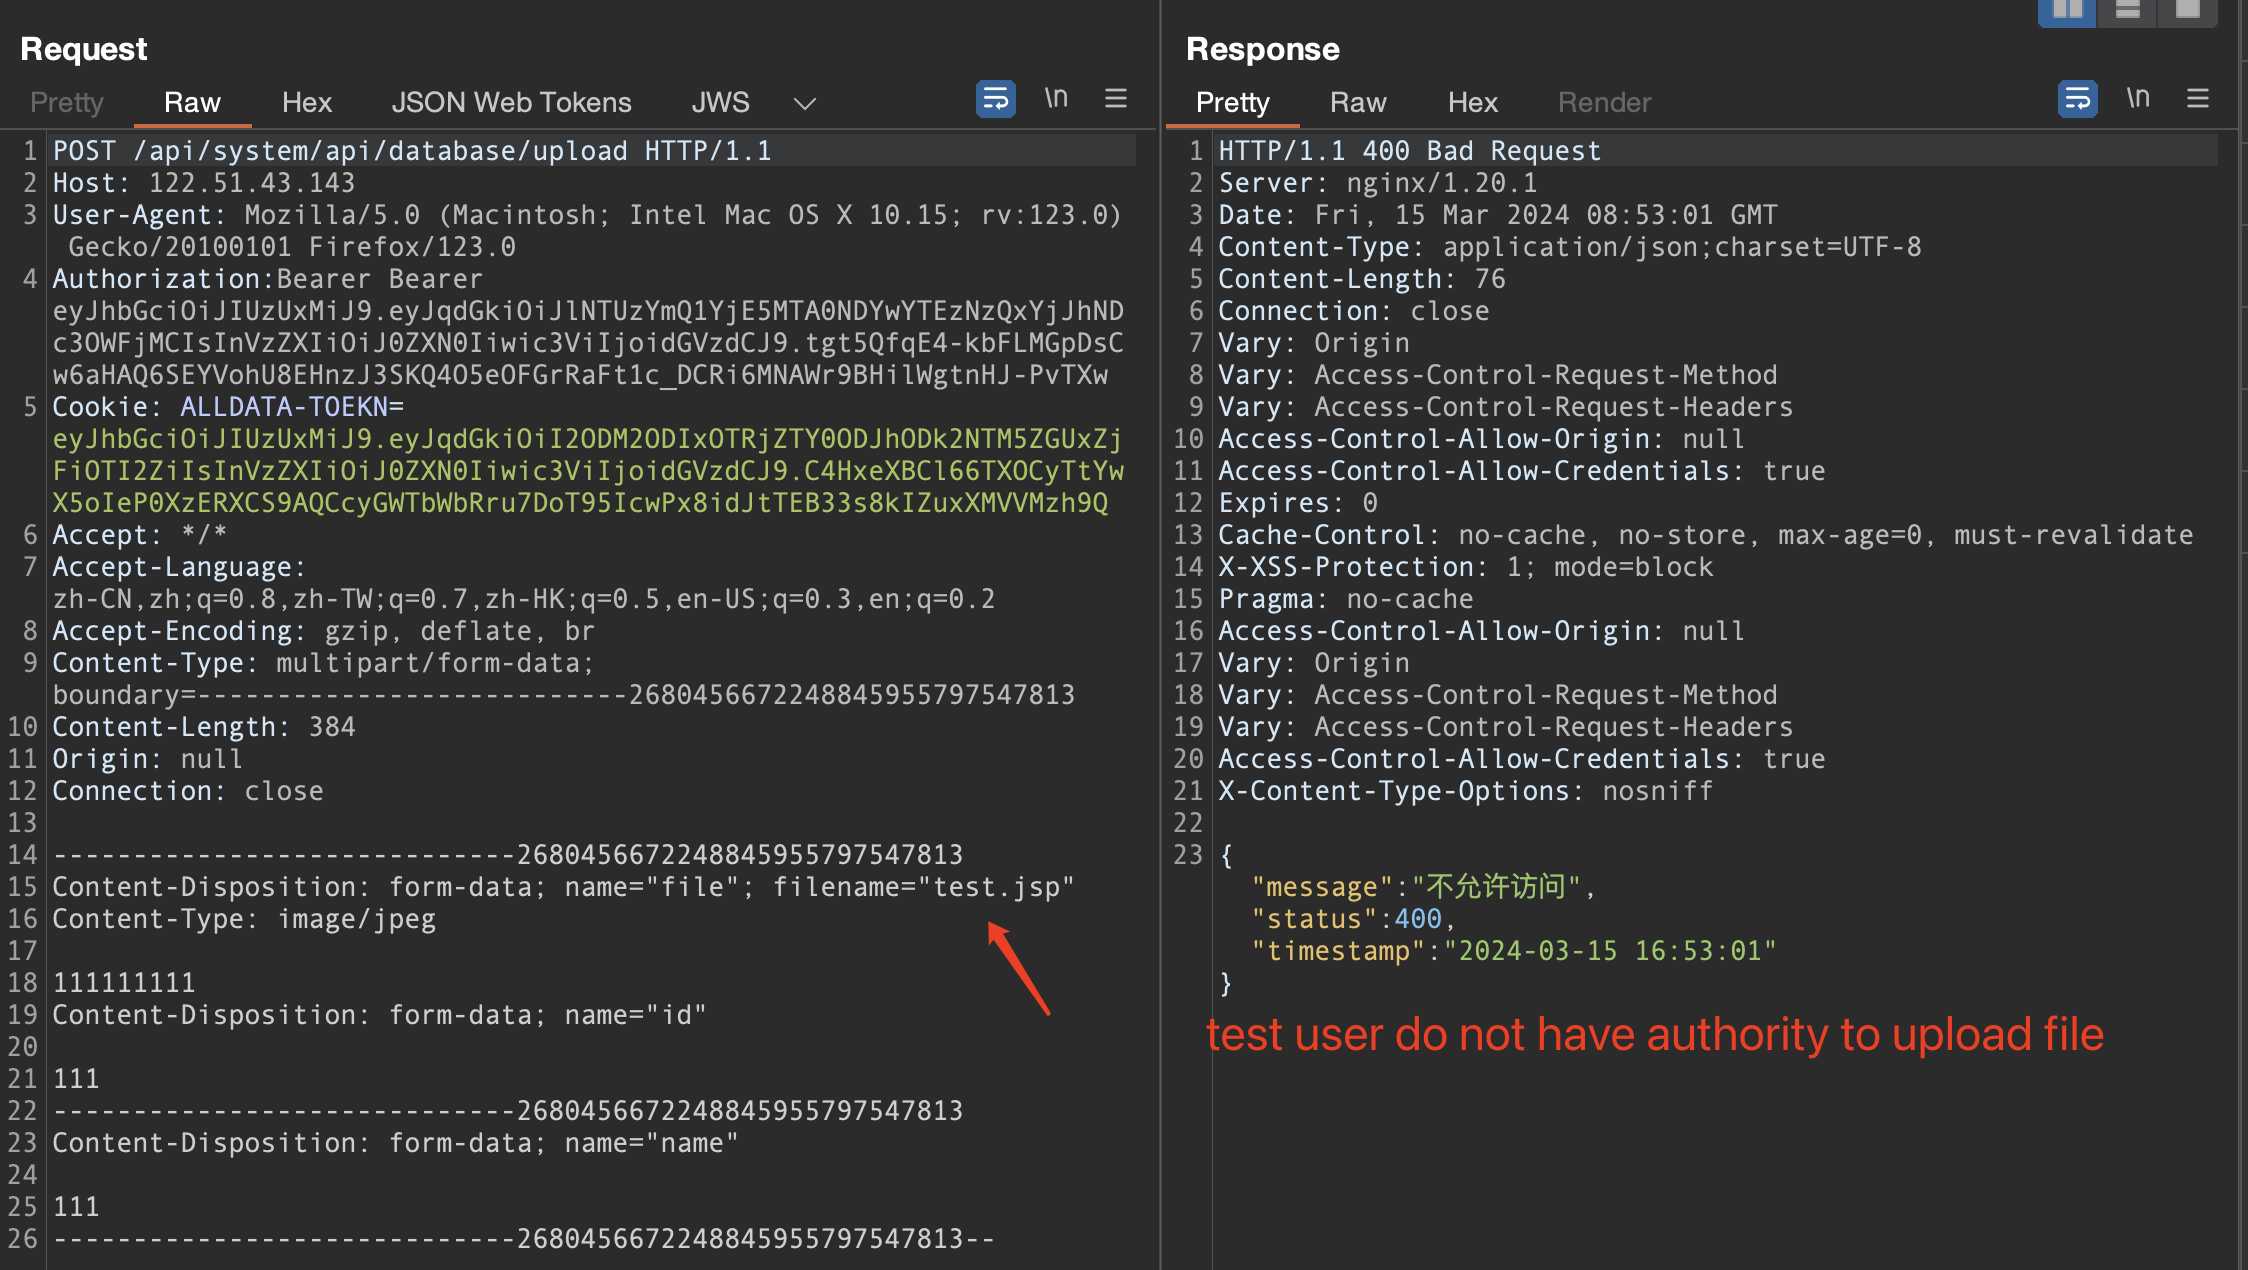 Request
Pretty Raw Hex JSON Web Tokens JWS \n
1 POST /api/system/api/database/upload HTTP/1.1
2 Host: 122.51.43.143
3 User-Agent: Mozilla/5.0 (Macintosh; Intel Mac OS X 10.15; rv:123.0)
Gecko/20100101 Firefox/123.0
4 Authorization:Bearer Bearer
eyJhbGciOiJIUzUxMiJ9.eyJqdGkiOiJlNTUzYmQ1YjE5MTA0NDYwYTEzNzQxYjJhND
c3OWFjMCIsInVzZXIiOiJ0ZXN0Iiwic3ViIjoidGVzdCJ9.tgt5QfqE4-kbFLMGpDsC
w6aHAQ6SEYVohU8EHnzJ3SKQ4O5eOFGrRaFt1c_DCRi6MNAWr9BHilWgtnHJ-PvTXw
5 Cookie: ALLDATA-TOEKN=
eyJhbGciOiJIUzUxMiJ9.eyJqdGkiOiI2ODM2ODIxOTRjZTY0ODJhODk2NTM5ZGUxZj
FiOTI2ZiIsInVzZXIiOiJ0ZXN0Iiwic3ViIjoidGVzdCJ9.C4HxeXBCl66TXOCyTtYw
X5oIeP0XzERXCS9AQCcyGWTbWbRru7DoT95IcwPx8idJtTEB33s8kIZuxXMVVMzh9Q
6 Accept: */*
7 Accept-Language:
zh-CN,zh;q=0.8,zh-TW;q=0.7,zh-HK;q=0.5,en-US;q=0.3,en;q=0.2
8 Accept-Encoding: gzip, deflate, br
9 Content-Type: multipart/form-data;
boundary=---------------------------2680456672248845955797547813
10 Content-Length: 384
11 Origin: null
12 Connection: close
13
14 -----------------------------2680456672248845955797547813
15 Content-Disposition: form-data; name="file"; filename="test.jsp"
16 Content-Type: image/jpeg
17
18 111111111
19 Content-Disposition: form-data; name="id"
20
21 111
22 -----------------------------2680456672248845955797547813
23 Content-Disposition: form-data; name="name"
24
25 111
26 -----------------------------2680456672248845955797547813--
Response
Pretty Raw Hex Render \n
1 HTTP/1.1 400 Bad Request
2 Server: nginx/1.20.1
3 Date: Fri, 15 Mar 2024 08:53:01 GMT
4 Content-Type: application/json;charset=UTF-8
5 Content-Length: 76
6 Connection: close
7 Vary: Origin
8 Vary: Access-Control-Request-Method
9 Vary: Access-Control-Request-Headers
10 Access-Control-Allow-Origin: null
11 Access-Control-Allow-Credentials: true
12 Expires: 0
13 Cache-Control: no-cache, no-store, max-age=0, must-revalidate
14 X-XSS-Protection: 1; mode=block
15 Pragma: no-cache
16 Access-Control-Allow-Origin: null
17 Vary: Origin
18 Vary: Access-Control-Request-Method
19 Vary: Access-Control-Request-Headers
20 Access-Control-Allow-Credentials: true
21 X-Content-Type-Options: nosniff
22
23 {
"message":"不允许访问",
"status":400,
"timestamp":"2024-03-15 16:53:01"
}
test user do not have authority to upload file